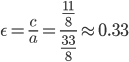 ϵ = c/a = (11/8)/(33/8) ≈ 0.33